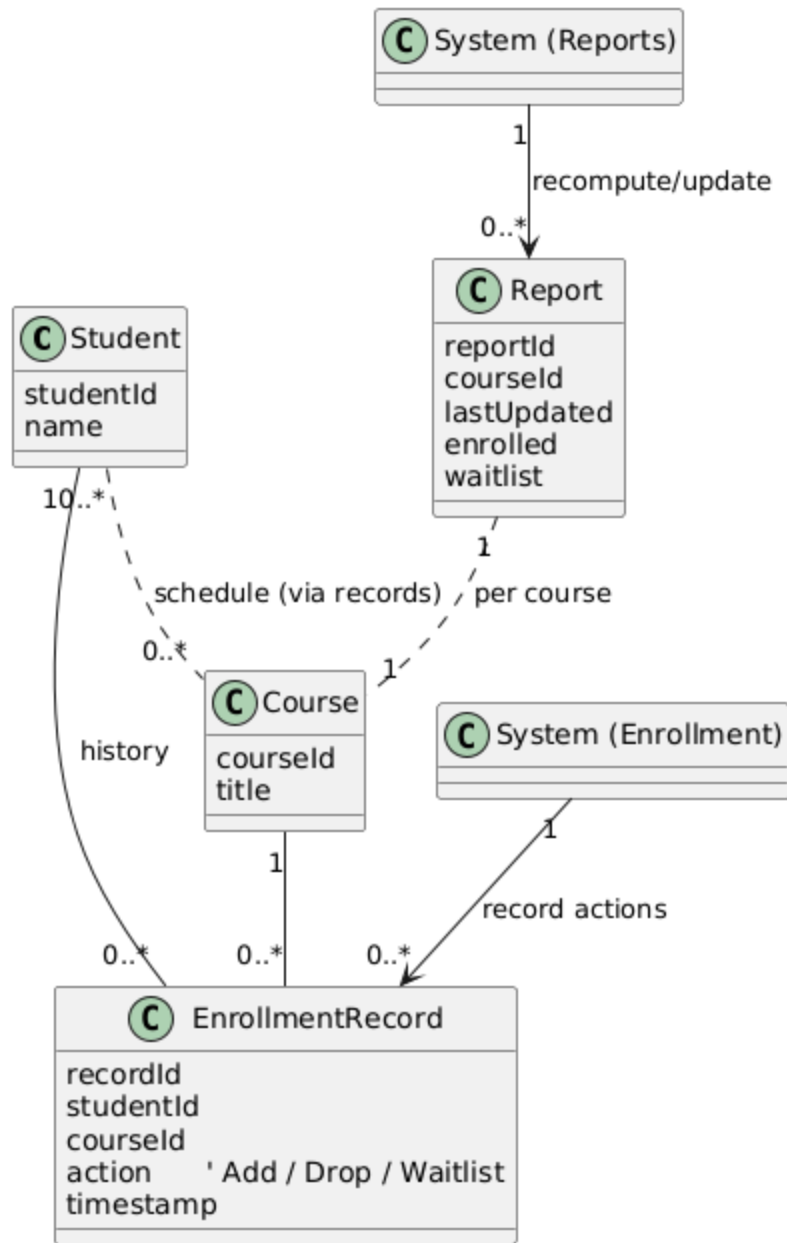 C System (Reports)
1
recompute/update
0..*
C Report
reportId
courseId
lastUpdated
enrolled
waitlist
C Student
studentId
name
10..*
1
schedule (via records)
per course
0..*
1
C Course
courseId
title
C System (Enrollment)
history
1
1
record actions
0..*
0..*
0..*
C EnrollmentRecord
recordId
studentId
courseId
action ' Add / Drop / Waitlist
timestamp